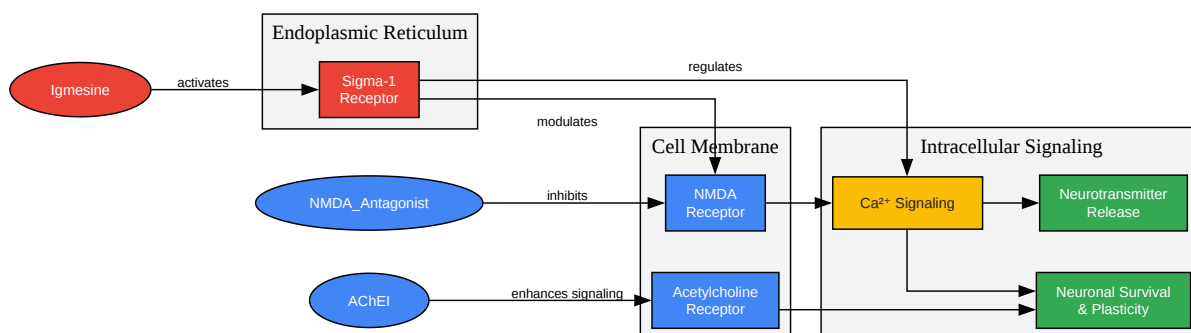 Endoplasmic Reticulum
Igmesine
activates
Sigma-1
Receptor
regulates
modulates
Cell Membrane
Intracellular Signaling
NMDA_Antagonist
inhibits
NMDA
Receptor
Ca²⁺ Signaling
Neurotransmitter
Release
AChEI
enhances signaling
Acetylcholine
Receptor
Neuronal Survival
& Plasticity